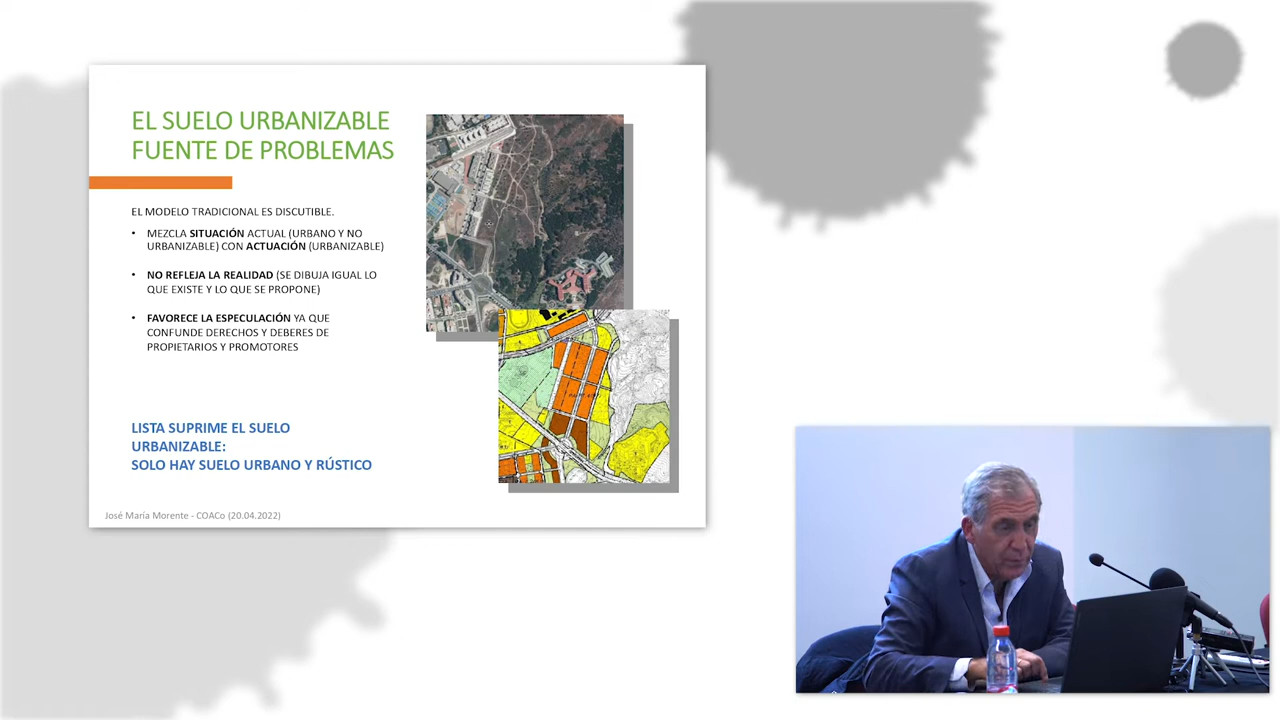 EL SUELO URBANIZABLE
FUENTE DE PROBLEMAS
EL MODELO TRADICIONAL ES DISCUTIBLE.
• MEZCLA SITUACIÓN ACTUAL (URBANO Y NO
URBANIZABLE) CON ACTUACIÓN (URBANIZABLE)
• NO REFLEJA LA REALIDAD (SE DIBUJA IGUAL LO
QUE EXISTE Y LO QUE SE PROPONE)
• FAVORECE LA ESPECULACIÓN YA QUE
CONFUNDE DERECHOS Y DEBERES DE
PROPIETARIOS Y PROMOTORES
LISTA SUPRIME EL SUELO
URBANIZABLE:
SOLO HAY SUELO URBANO Y RÚSTICO
José María Morente - COACo (20.04.2022)